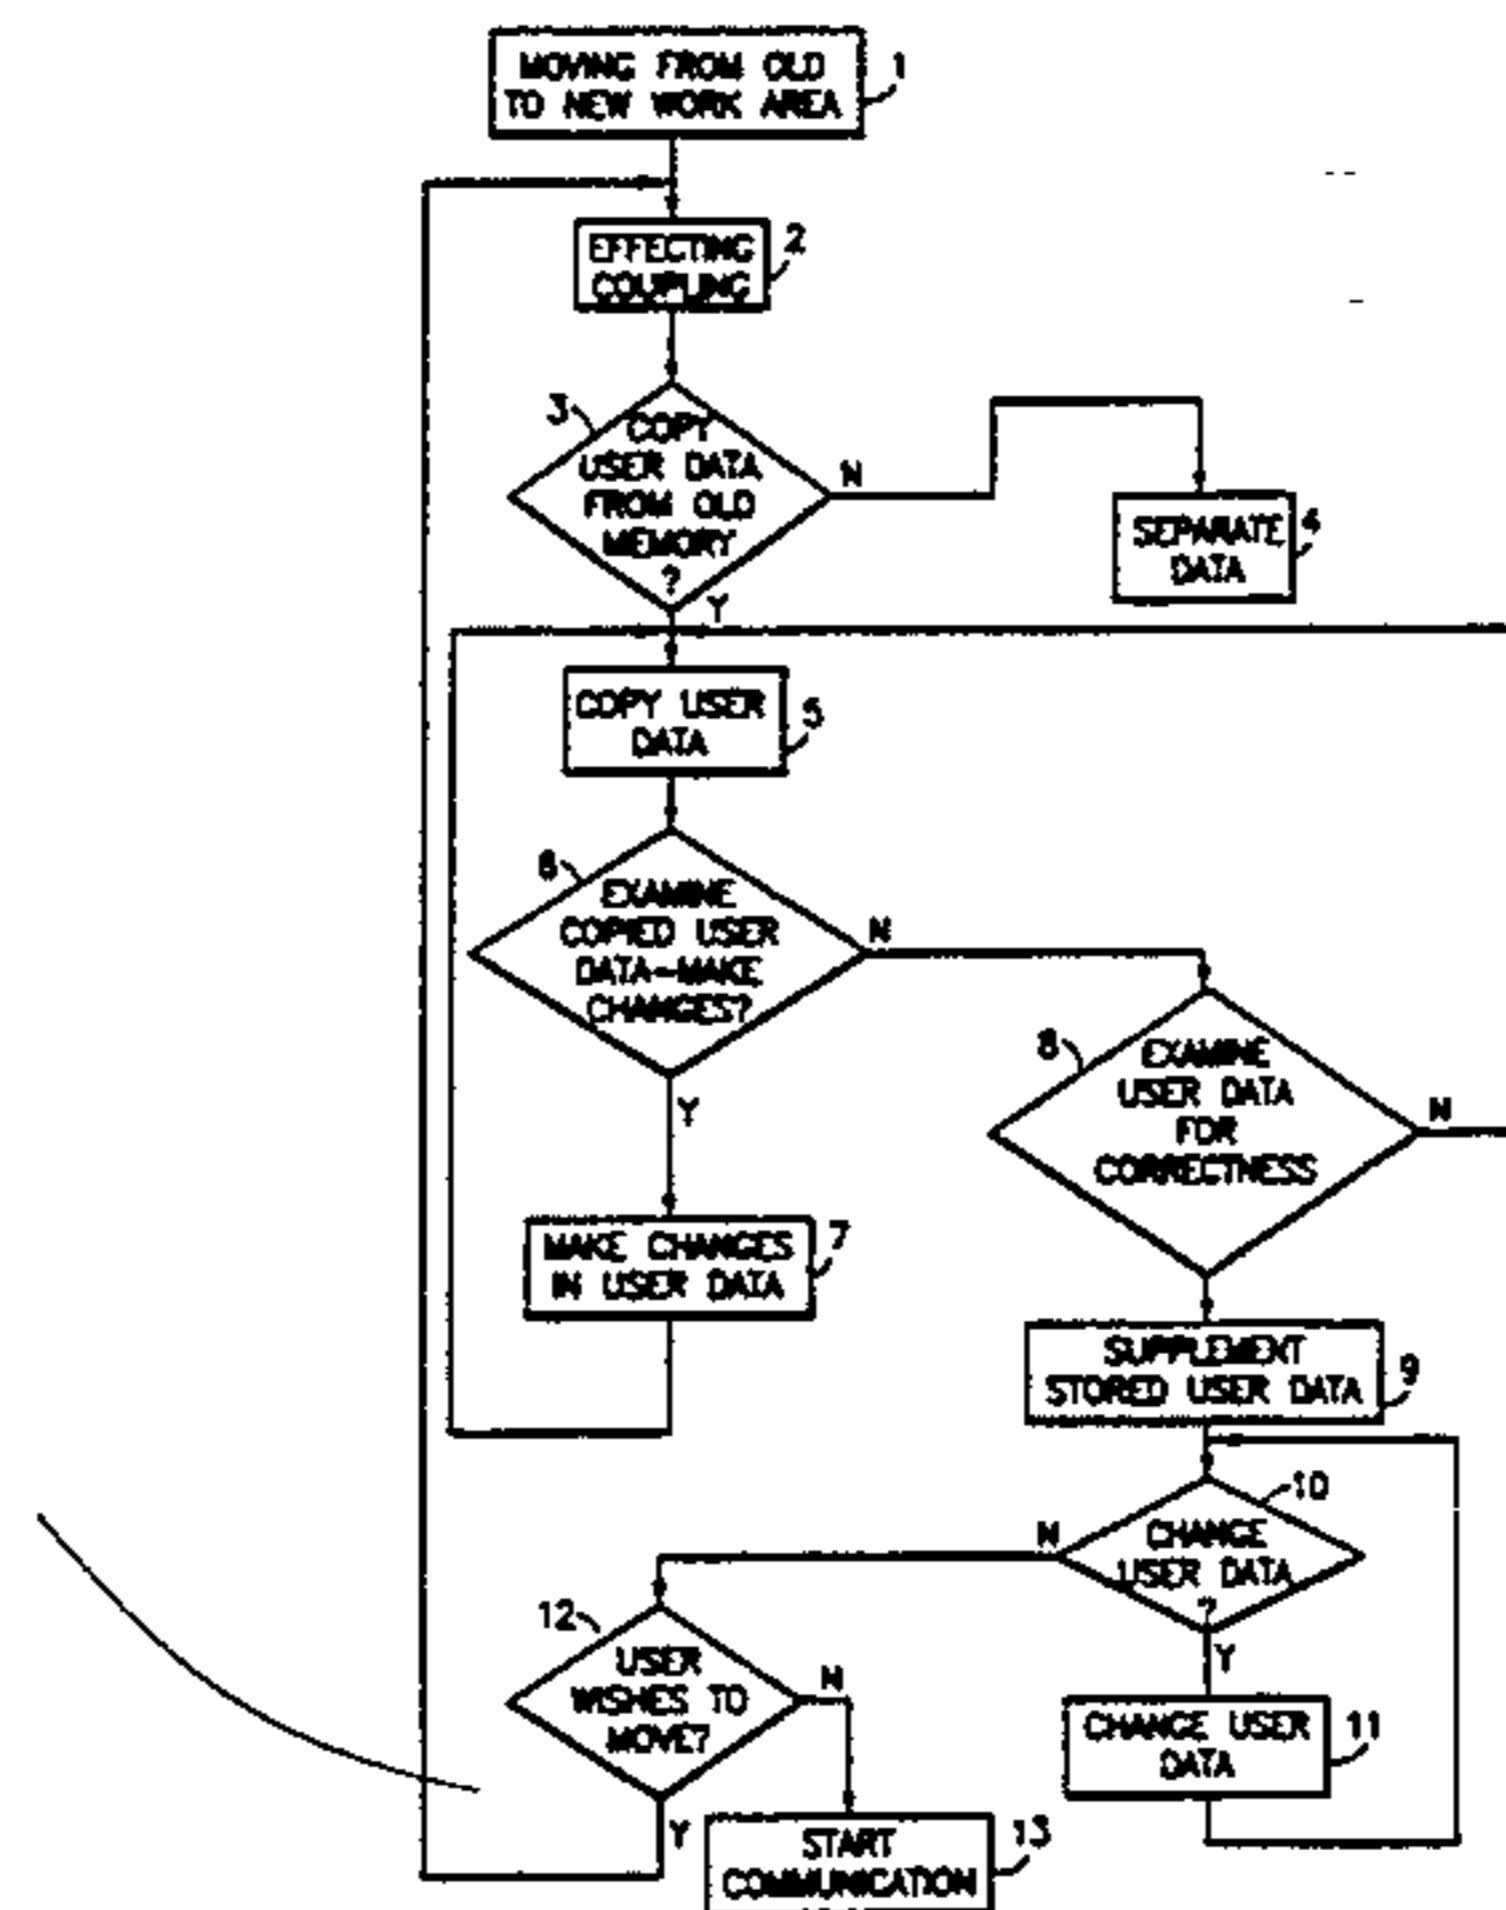 MOVING FROM OLD
TO NEW WORK AREA
1
EFFECTING
COUPLING
2
3
COPY
USER DATA
FROM OLD
MEMORY
?
N
Y
SEPARATE
DATA
4
COPY USER
DATA
5
6
EXAMINE
COPIED USER
DATA-MAKE
CHANGES?
N
Y
8
EXAMINE
USER DATA
FOR
CORRECTNESS
N
MAKE CHANGES
IN USER DATA
7
SUPPLEMENT
STORED USER DATA
9
10
CHANGE
USER DATA
?
N
Y
12
USER
WISHES TO
MOVE?
N
Y
CHANGE USER
DATA
11
START
COMMUNICATION
13